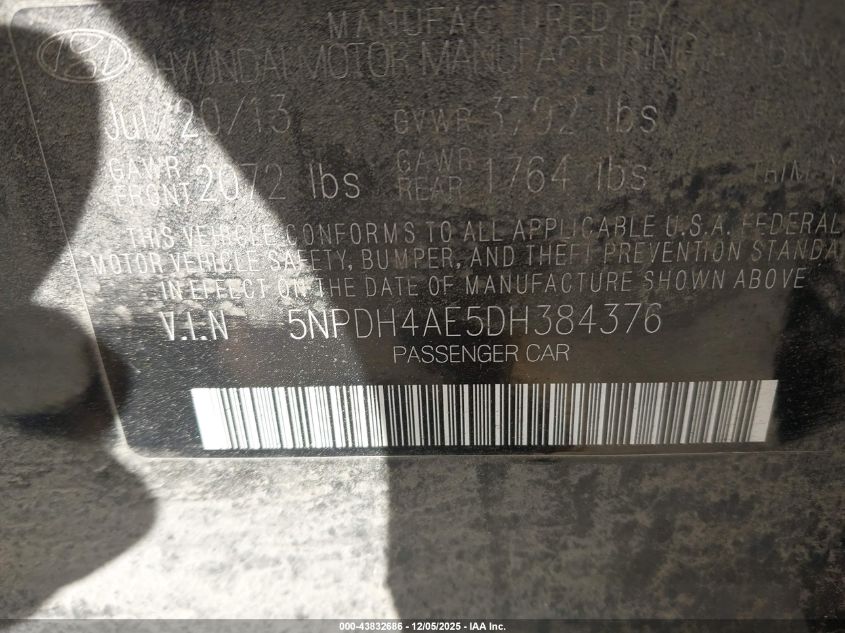 MANUFACTURED BY
HYUNDAI MOTOR MANUFACTURING
JUL/20/13 GVWR 3792 lbs
GAWR FRONT 2072 lbs GAWR REAR 1764 lbs TRIM
THIS VEHICLE CONFORMS TO ALL APPLICABLE U.S.A. FEDERAL
MOTOR VEHICLE SAFETY, BUMPER, AND THEFT PREVENTION STANDA
IN EFFECT ON THE DATE OF MANUFACTURE SHOWN ABOVE
V.I.N 5NPDH4AE5DH384376
PASSENGER CAR
000-43832686 - 12/05/2025 - IAA Inc.